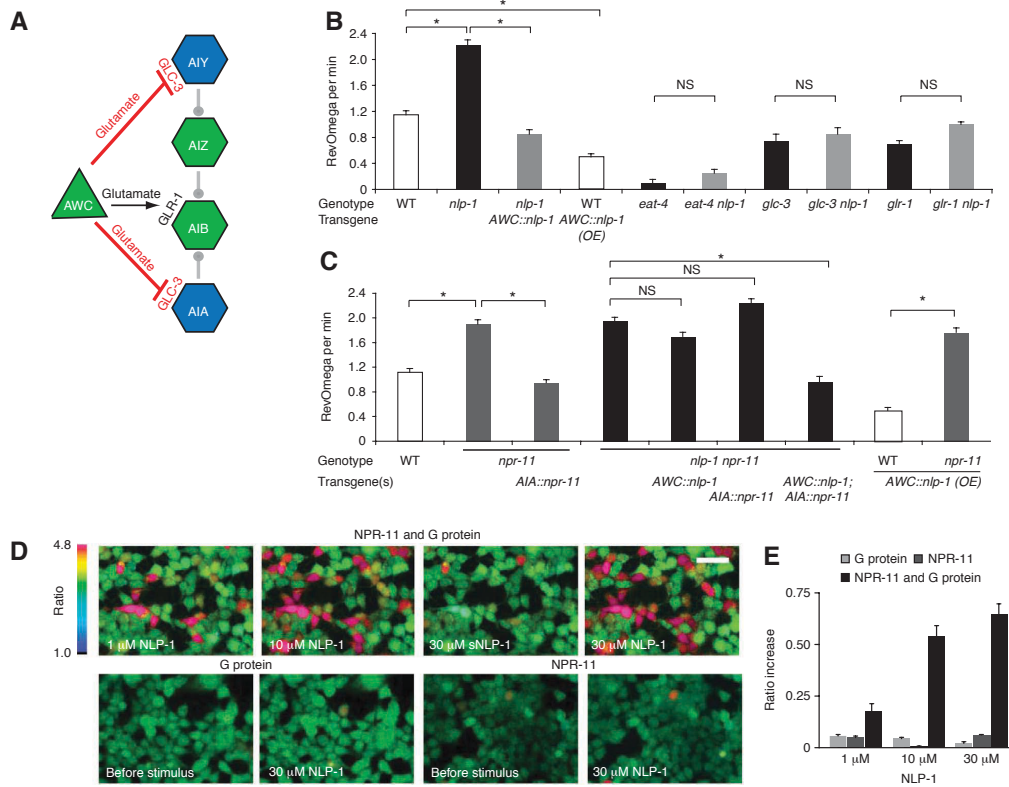 A
AIY
GLC-3
Glutamate
AIZ
AWC
Glutamate
GLR-1
AIB
Glutamate
GLC-3
AIA
B
RevOmega per min
2.4
2.0
1.6
1.2
0.8
0.4
0
*
*
*
NS
NS
NS
Genotype
WT
nlp-1
nlp-1
WT
eat-4
eat-4 nlp-1
glc-3
glc-3 nlp-1
glr-1
glr-1 nlp-1
Transgene
AWC::nlp-1
AWC::nlp-1
(OE)
C
RevOmega per min
2.4
2.0
1.6
1.2
0.8
0.4
0
*
*
*
NS
NS
*
Genotype
WT
npr-11
nlp-1 npr-11
WT
npr-11
Transgene(s)
AIA::npr-11
AWC::nlp-1
AIA::npr-11
AWC::nlp-1;
AIA::npr-11
AWC::nlp-1 (OE)
D
4.8
Ratio
1.0
NPR-11 and G protein
1 μM NLP-1
10 μM NLP-1
30 μM sNLP-1
30 μM NLP-1
G protein
NPR-11
Before stimulus
30 μM NLP-1
Before stimulus
30 μM NLP-1
E
G protein
NPR-11
NPR-11 and G protein
Ratio increase
0.75
0.50
0.25
0
1 μM
10 μM
30 μM
NLP-1